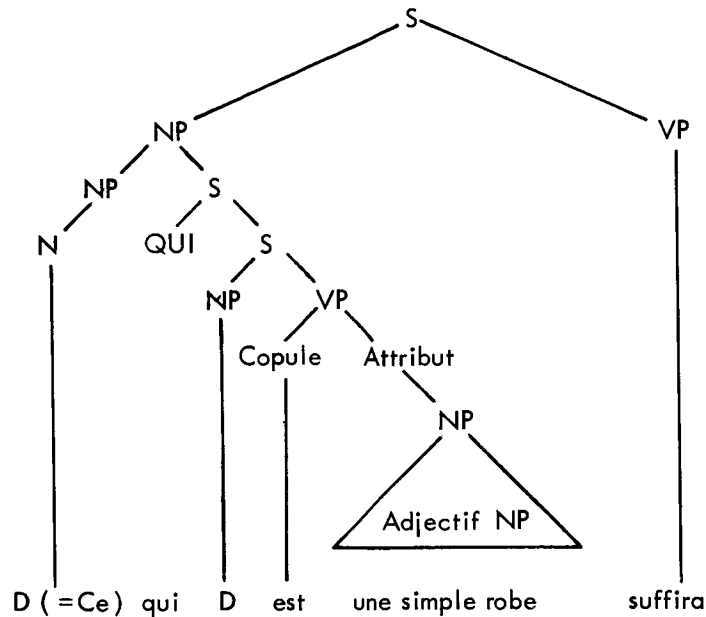 S
NP VP
NP S
N QUI S
NP VP
Copule Attribut
NP
Adjectif NP
D (=Ce) qui D est une simple robe suffira